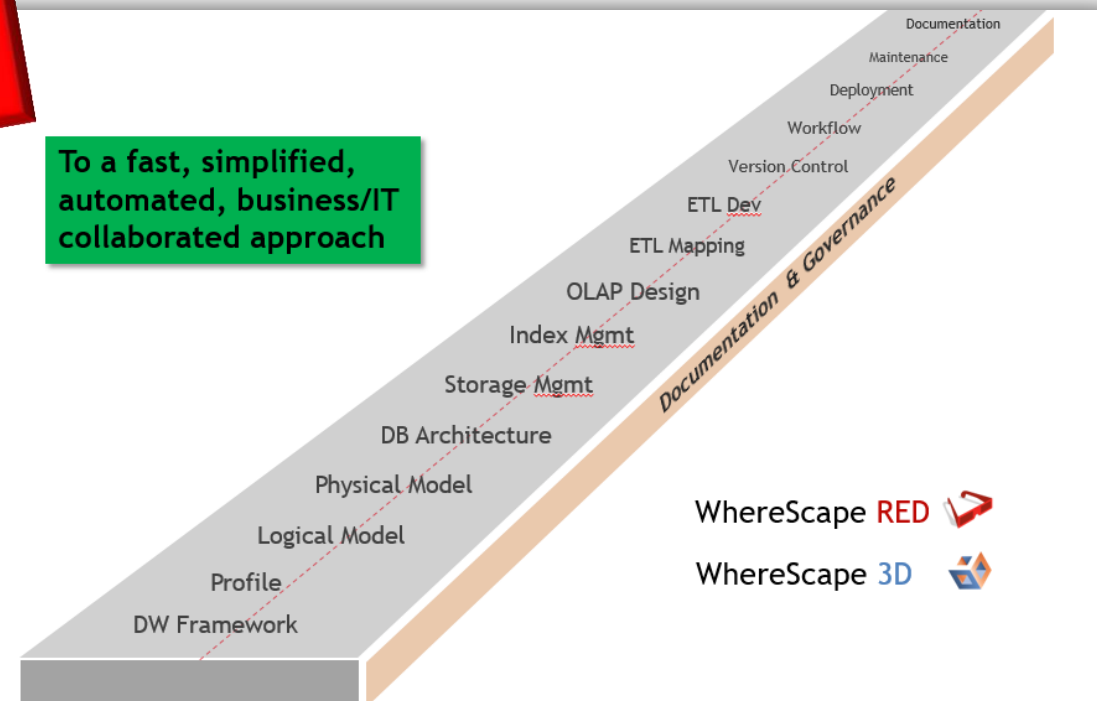 To a fast, simplified,
automated, business/IT
collaborated approach
Documentation
Maintenance
Deployment
Workflow
Version Control
ETL Dev
ETL Mapping
OLAP Design
Index Mgmt
Storage Mgmt
DB Architecture
Physical Model
Logical Model
Profile
DW Framework
Documentation & Governance
WhereScape RED
WhereScape 3D